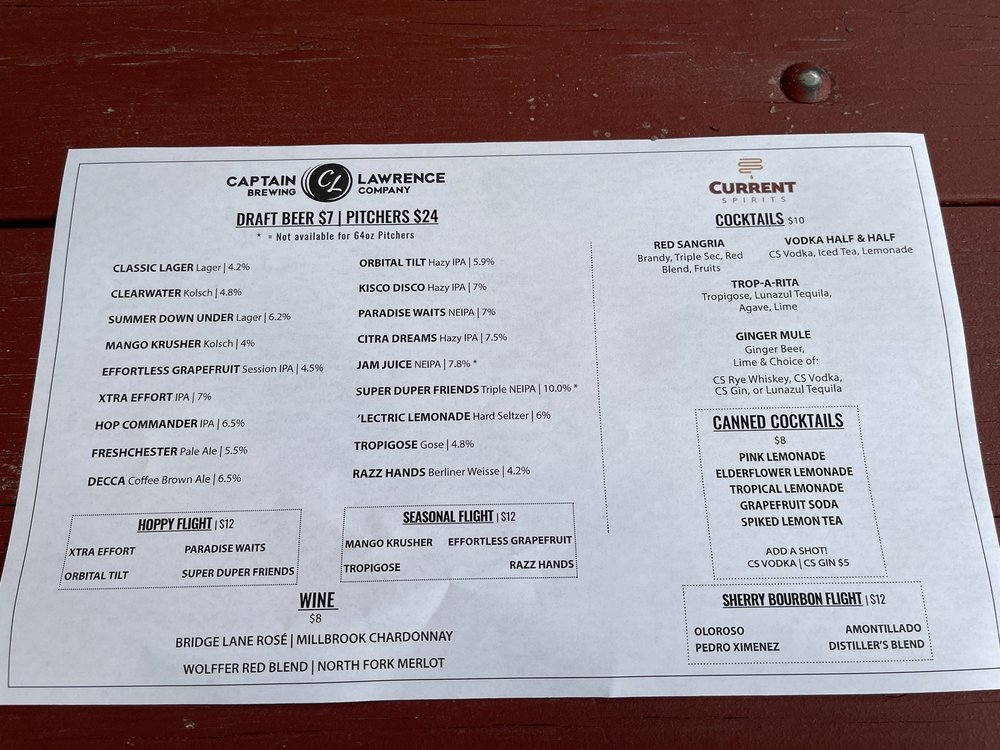 CAPTAIN CL LAWRENCE
BREWING COMPANY
DRAFT BEER $7 | PITCHERS $24
* = Not available for 64oz Pitchers
CLASSIC LAGER Lager | 4.2%
CLEARWATER Kolsch | 4.8%
SUMMER DOWN UNDER Lager | 6.2%
MANGO KRUSHER Kolsch | 4%
EFFORTLESS GRAPEFRUIT Session IPA | 4.5%
XTRA EFFORT IPA | 7%
HOP COMMANDER IPA | 6.5%
FRESHCHESTER Pale Ale | 5.5%
DECCA Coffee Brown Ale | 6.5%
ORBITAL TILT Hazy IPA | 5.9%
KISCO DISCO Hazy IPA | 7%
PARADISE WAITS NEIPA | 7%
CITRA DREAMS Hazy IPA | 7.5%
JAM JUICE NEIPA | 7.8% *
SUPER DUPER FRIENDS Triple NEIPA | 10.0% *
'LECTRIC LEMONADE Hard Seltzer | 6%
TROPIGOSE Gose | 4.8%
RAZZ HANDS Berliner Weisse | 4.2%
HOPPY FLIGHT | $12
XTRA EFFORT PARADISE WAITS
ORBITAL TILT SUPER DUPER FRIENDS
SEASONAL FLIGHT | $12
MANGO KRUSHER EFFORTLESS GRAPEFRUIT
TROPIGOSE RAZZ HANDS
WINE
$8
BRIDGE LANE ROSÉ | MILLBROOK CHARDONNAY
WOLFFER RED BLEND | NORTH FORK MERLOT
CURRENT
SPIRITS
COCKTAILS $10
RED SANGRIA
Brandy, Triple Sec, Red
Blend, Fruits
VODKA HALF & HALF
CS Vodka, Iced Tea, Lemonade
TROP-A-RITA
Tropigose, Lunazul Tequila,
Agave, Lime
GINGER MULE
Ginger Beer,
Lime & Choice of:
CS Rye Whiskey, CS Vodka,
CS Gin, or Lunazul Tequila
CANNED COCKTAILS
$8
PINK LEMONADE
ELDERFLOWER LEMONADE
TROPICAL LEMONADE
GRAPEFRUIT SODA
SPIKED LEMON TEA
ADD A SHOT!
CS VODKA | CS GIN $5
SHERRY BOURBON FLIGHT | $12
OLOROSO AMONTILLADO
PEDRO XIMENEZ DISTILLER'S BLEND